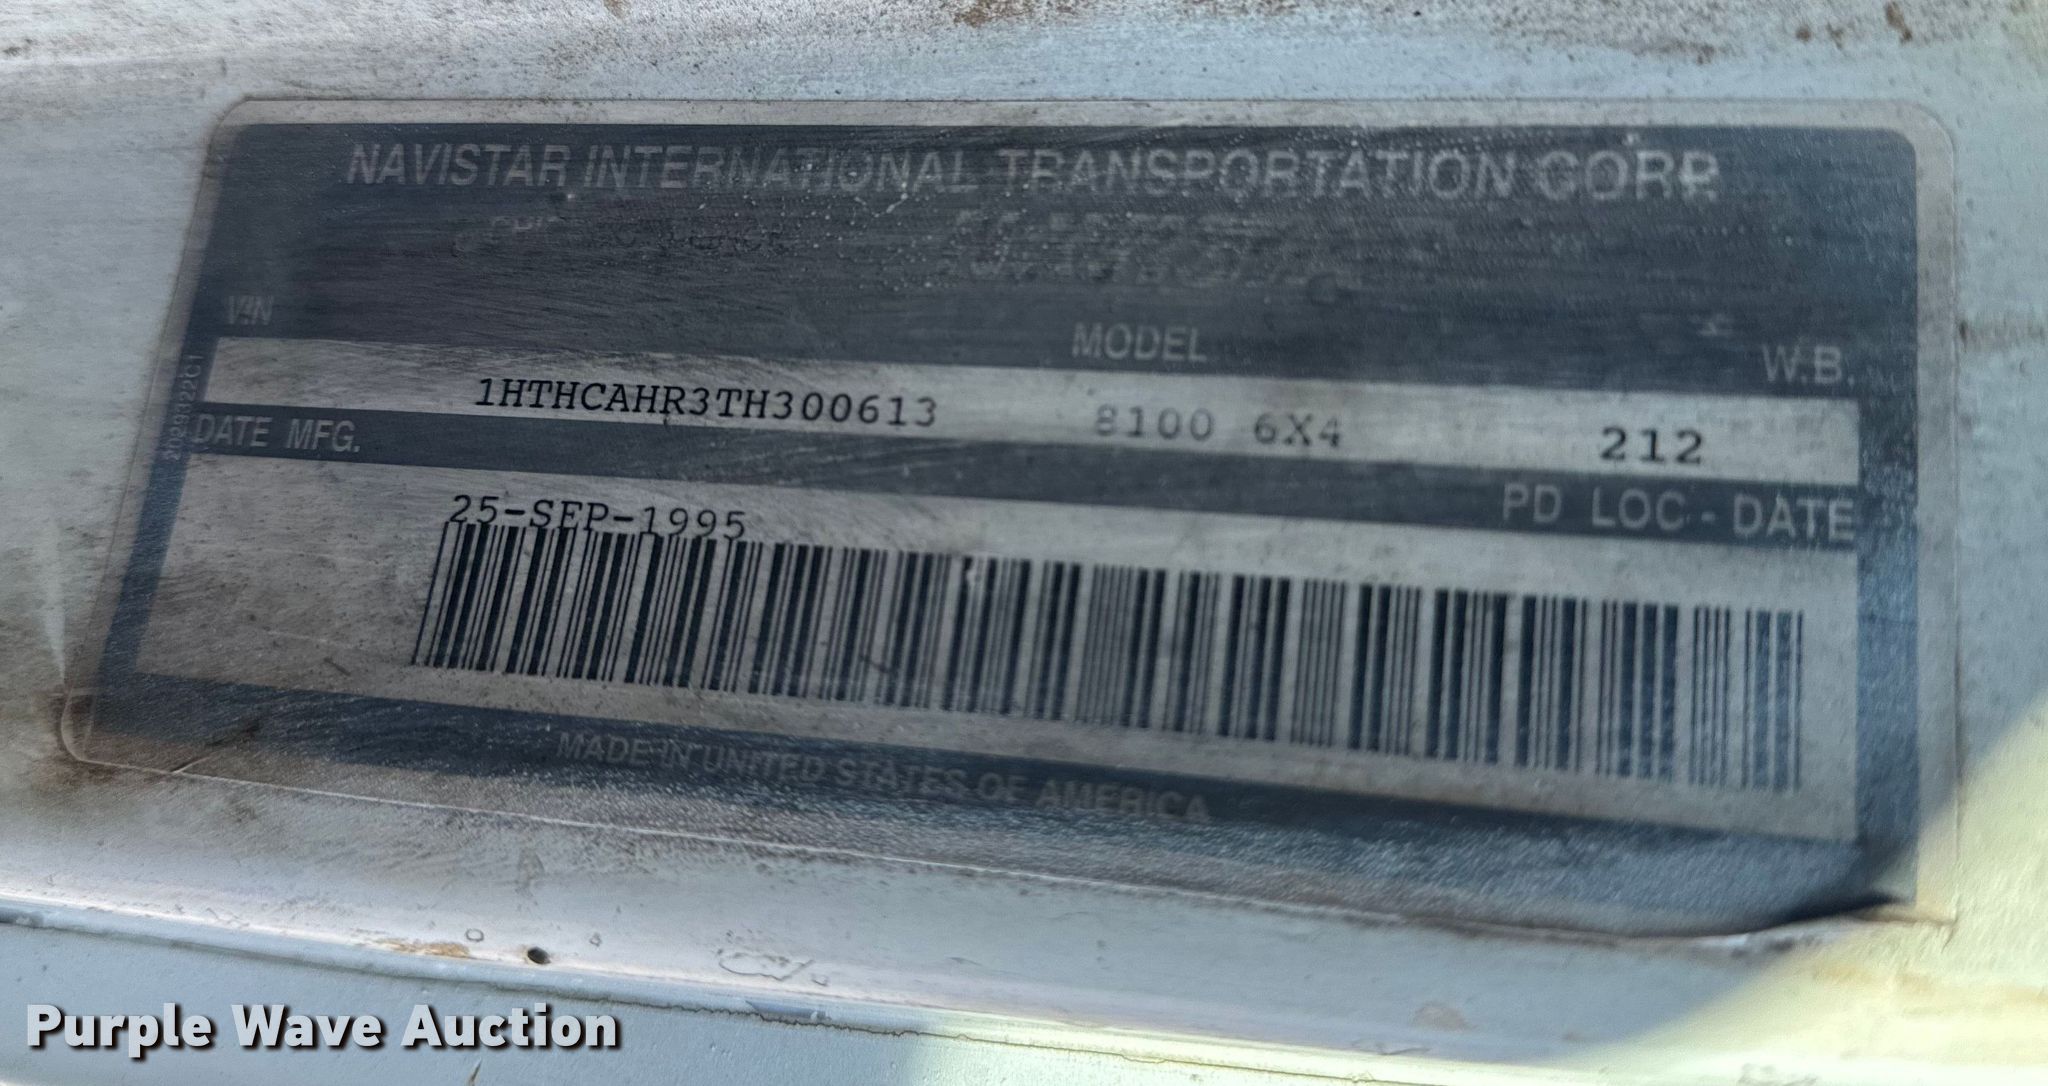 NAVISTAR INTERNATIONAL TRANSPORTATION CORP
VIN MODEL W.B.
1HTHCAHR3TH300613 8100 6X4 212
DATE MFG. PD LOC - DATE
25-SEP-1995
MADE IN UNITED STATES OF AMERICA
Purple Wave Auction